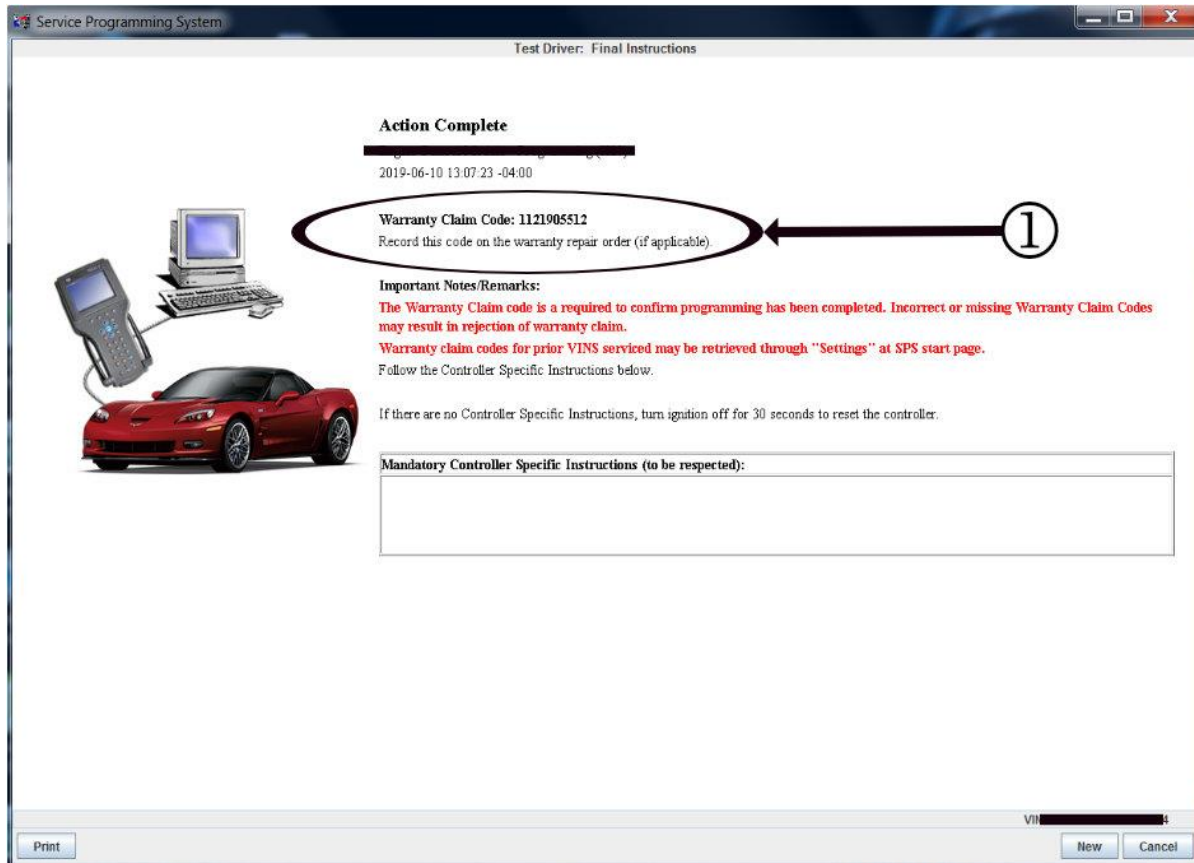 Service Programming System
Test Driver: Final Instructions
Action Complete
2019-06-10 13:07:23 -04:00
Warranty Claim Code: 1121905512
Record this code on the warranty repair order (if applicable).
1
Important Notes/Remarks:
The Warranty Claim code is a required to confirm programming has been completed. Incorrect or missing Warranty Claim Codes
may result in rejection of warranty claim.
Warranty claim codes for prior VINS serviced may be retrieved through "Settings" at SPS start page.
Follow the Controller Specific Instructions below.
If there are no Controller Specific Instructions, turn ignition off for 30 seconds to reset the controller.
Mandatory Controller Specific Instructions (to be respected):
VIN 4
Print New Cancel